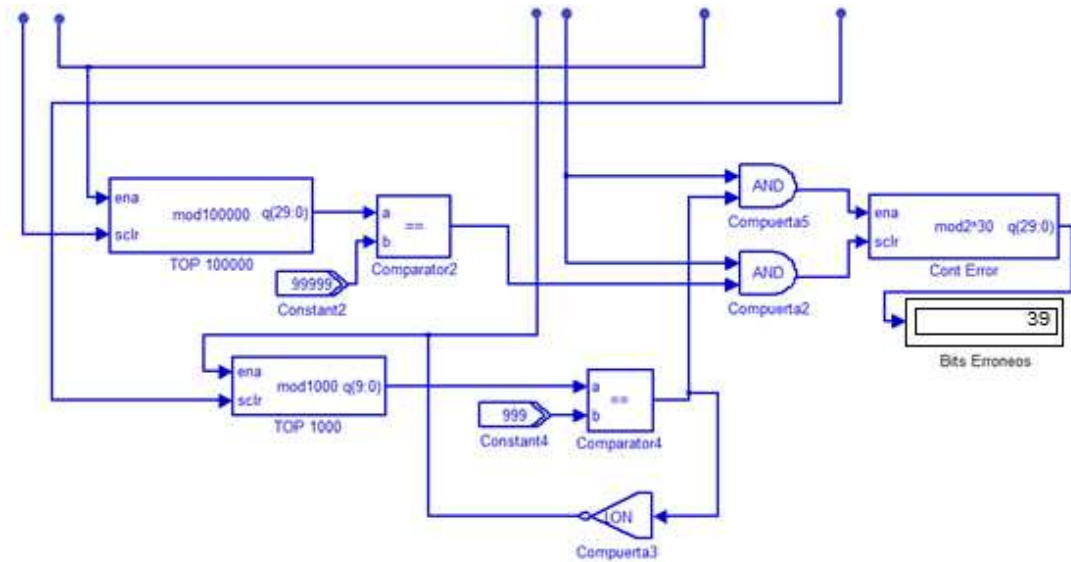 ena
sclr
mod100000
q(29:0)
TOP 100000
a
b
==
Comparator2
99999
Constant2
AND
Compuerta5
AND
Compuerta2
ena
sclr
mod2^30
q(29:0)
Cont Error
39
Bits Erroneos
ena
sclr
mod1000
q(9:0)
TOP 1000
a
b
==
Comparator4
999
Constant4
Compuerta3